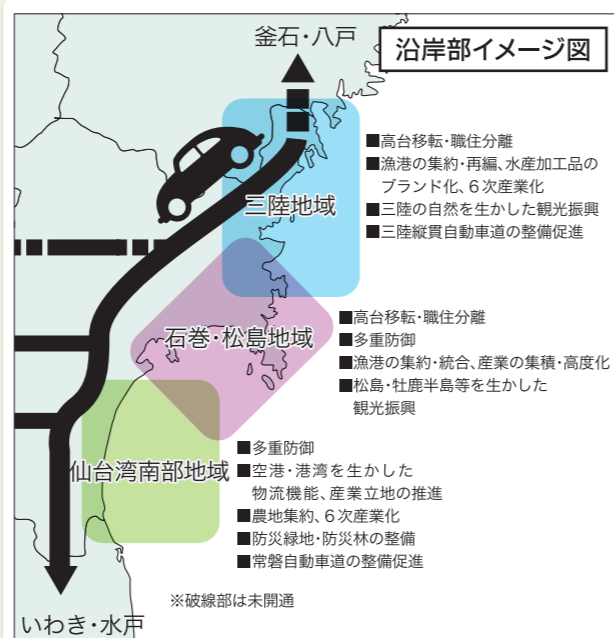 釜石・八戸
沿岸部イメージ図
■高台移転・職住分離
■漁港の集約・再編、水産加工品の
ブランド化、６次産業化
■三陸の自然を生かした観光振興
■三陸縦貫自動車道の整備促進
三陸地域
石巻・松島地域
■高台移転・職住分離
■多重防御
■漁港の集約・統合、産業の集積・高度化
■松島・牡鹿半島等を生かした
観光振興
仙台湾南部地域
■多重防御
■空港・港湾を生かした
物流機能、産業立地の推進
■農地集約、６次産業化
■防災緑地・防災林の整備
■常磐自動車道の整備促進
※破線部は未開通
いわき・水戸